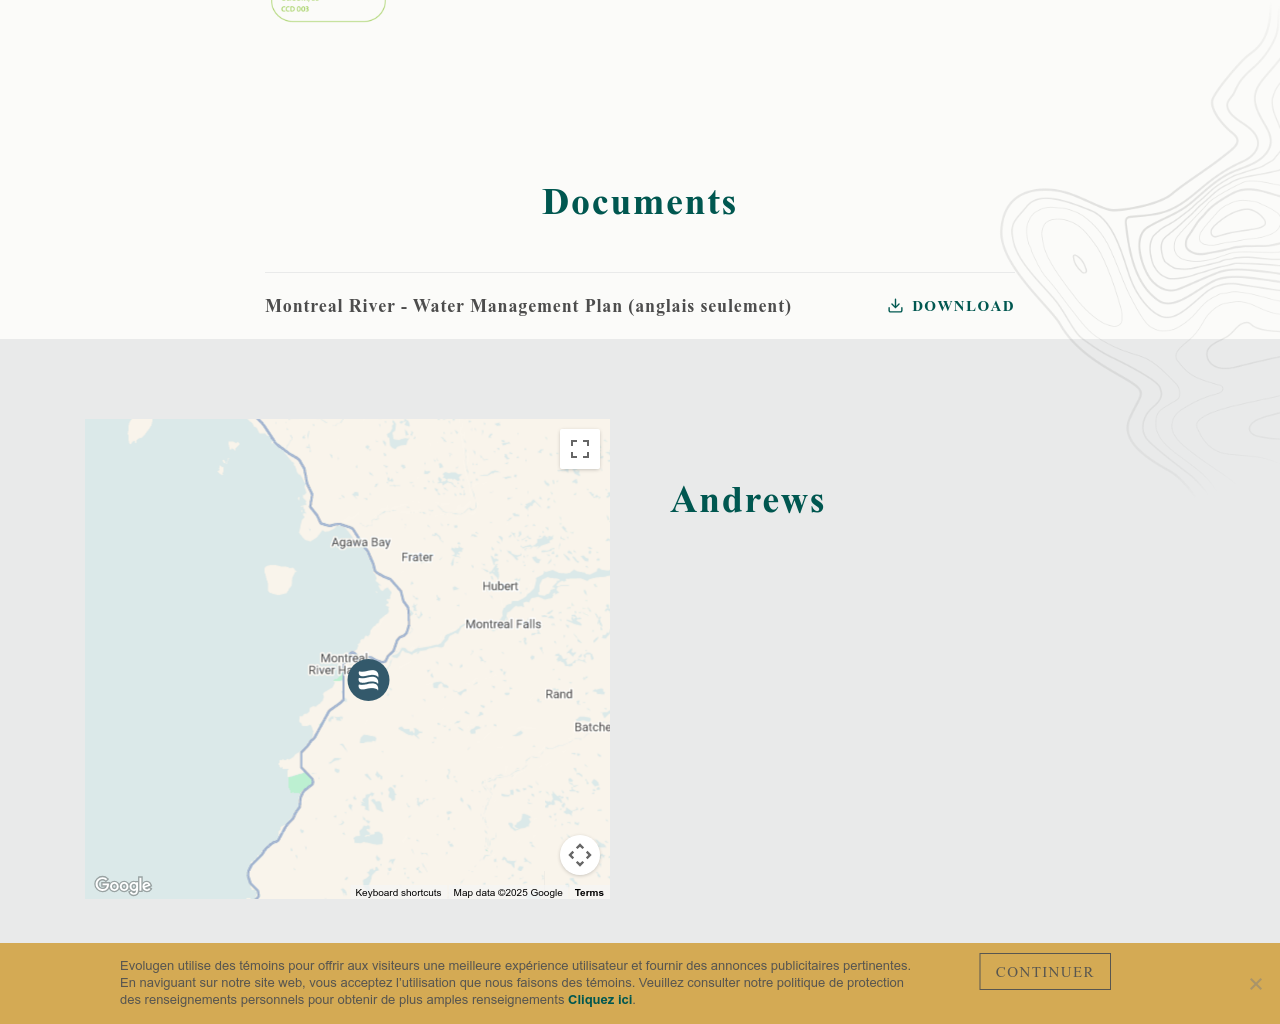 CCD 003
Documents
Montreal River - Water Management Plan (anglais seulement)
DOWNLOAD
Andrews
Agawa Bay
Frater
Hubert
Montreal Falls
Montreal
River Ha
Rand
Batche
Google
Keyboard shortcuts
Map data ©2025 Google
Terms
Evolugen utilise des témoins pour offrir aux visiteurs une meilleure expérience utilisateur et fournir des annonces publicitaires pertinentes.
En naviguant sur notre site web, vous acceptez l'utilisation que nous faisons des témoins. Veuillez consulter notre politique de protection
des renseignements personnels pour obtenir de plus amples renseignements Cliquez ici.
CONTINUER